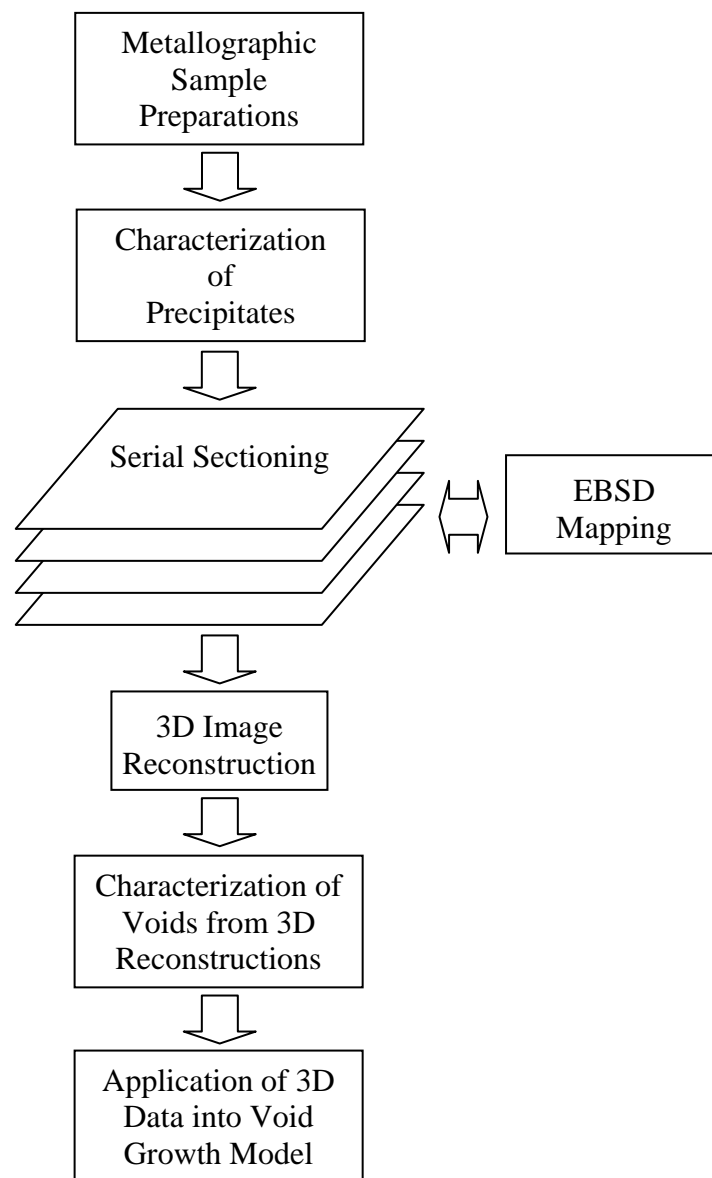 Metallographic
Sample
Preparations
Characterization
of
Precipitates
Serial Sectioning
EBSD
Mapping
3D Image
Reconstruction
Characterization of
Voids from 3D
Reconstructions
Application of 3D
Data into Void
Growth Model